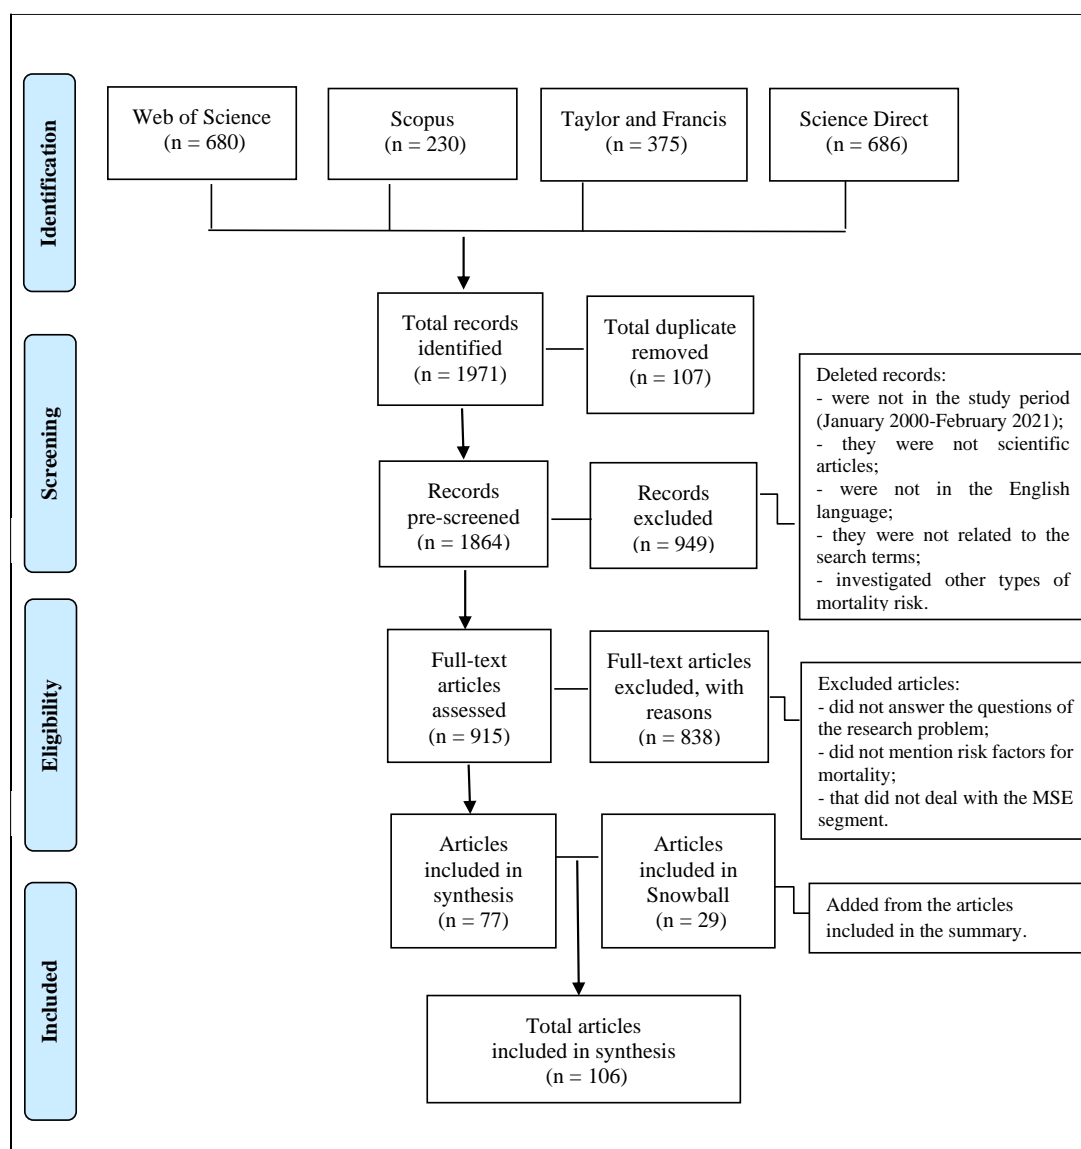 Identification
Web of Science
(n = 680)
Scopus
(n = 230)
Taylor and Francis
(n = 375)
Science Direct
(n = 686)
Screening
Total records
identified
(n = 1971)
Total duplicate
removed
(n = 107)
Records
pre-screened
(n = 1864)
Records
excluded
(n = 949)
Deleted records:
- were not in the study period
(January 2000-February 2021);
- they were not scientific
articles;
- were not in the English
language;
- they were not related to the
search terms;
- investigated other types of
mortality risk.
Eligibility
Full-text
articles
assessed
(n = 915)
Full-text articles
excluded, with
reasons
(n = 838)
Excluded articles:
- did not answer the questions of
the research problem;
- did not mention risk factors for
mortality;
- that did not deal with the MSE
segment.
Included
Articles
included in
synthesis
(n = 77)
Articles
included in
Snowball
(n = 29)
Added from the articles
included in the summary.
Total articles
included in synthesis
(n = 106)